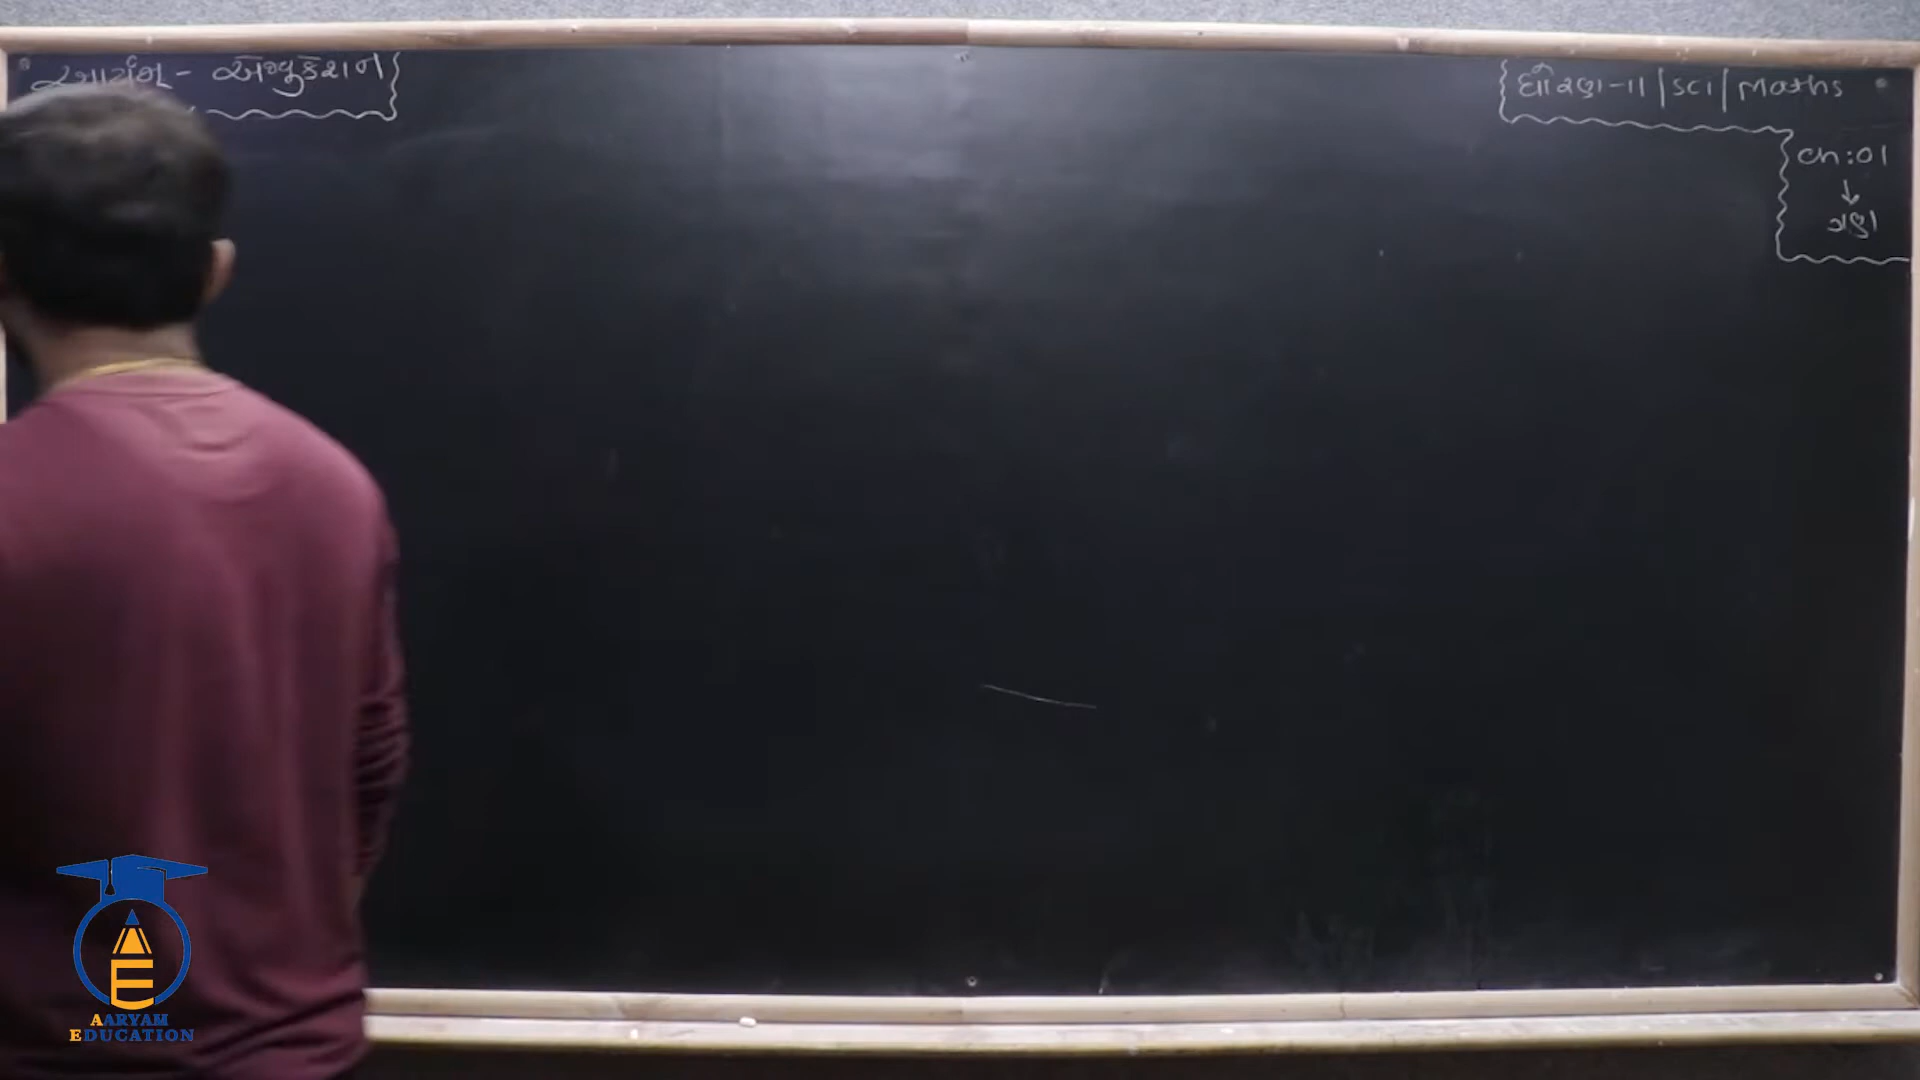 આર્યમ - એજ્યુકેશન
ધોરણ-11 | SCI | Maths
Ch:01
↓
ગણ
AARYAM
EDUCATION